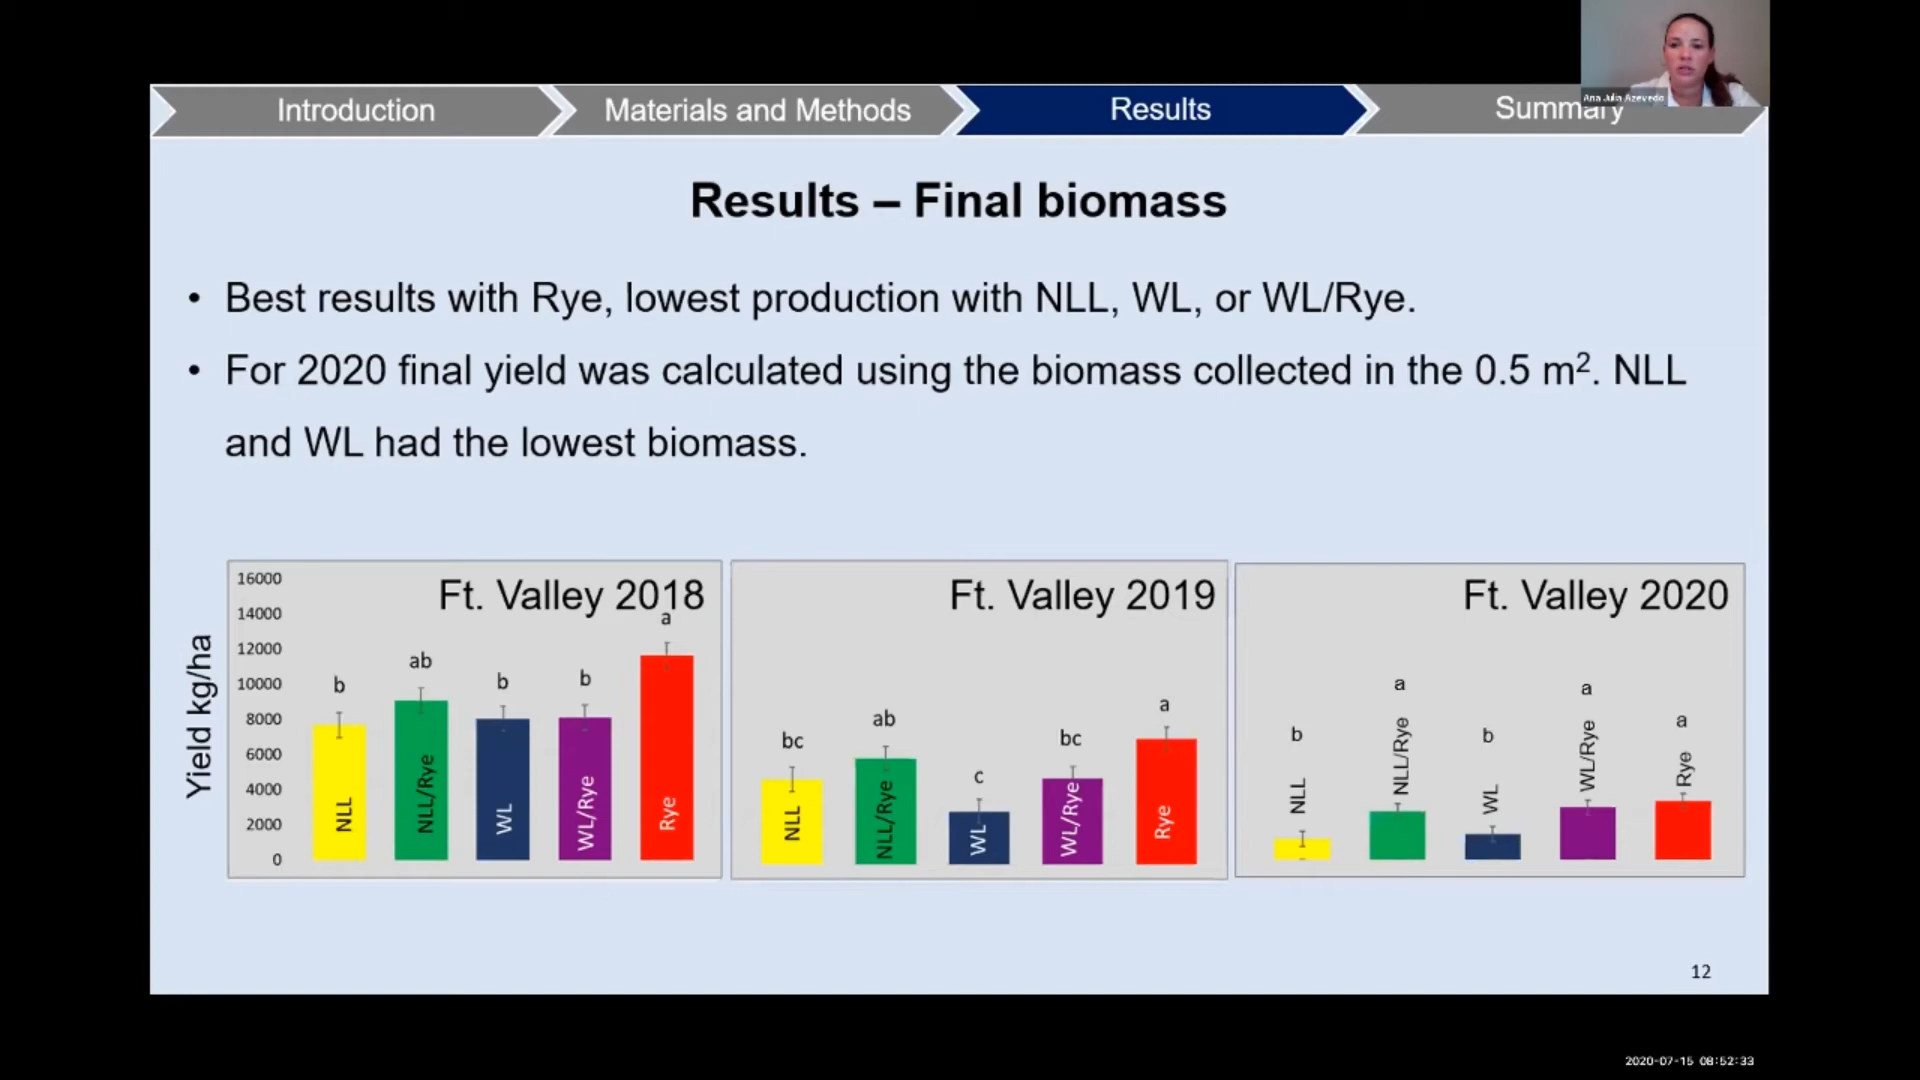 Introduction
Materials and Methods
Results
Summary
Ana Julia Azevedo
Results – Final biomass
• Best results with Rye, lowest production with NLL, WL, or WL/Rye.
• For 2020 final yield was calculated using the biomass collected in the 0.5 m². NLL
and WL had the lowest biomass.
Yield kg/ha
16000
14000
12000
10000
8000
6000
4000
2000
0
Ft. Valley 2018
b
ab
b
b
a
NLL
NLL/Rye
WL
WL/Rye
Rye
Ft. Valley 2019
bc
ab
c
bc
a
NLL
NLL/Rye
WL
WL/Rye
Rye
Ft. Valley 2020
b
a
b
a
a
NLL
NLL/Rye
WL
WL/Rye
Rye
12
2020-07-15 08:52:33